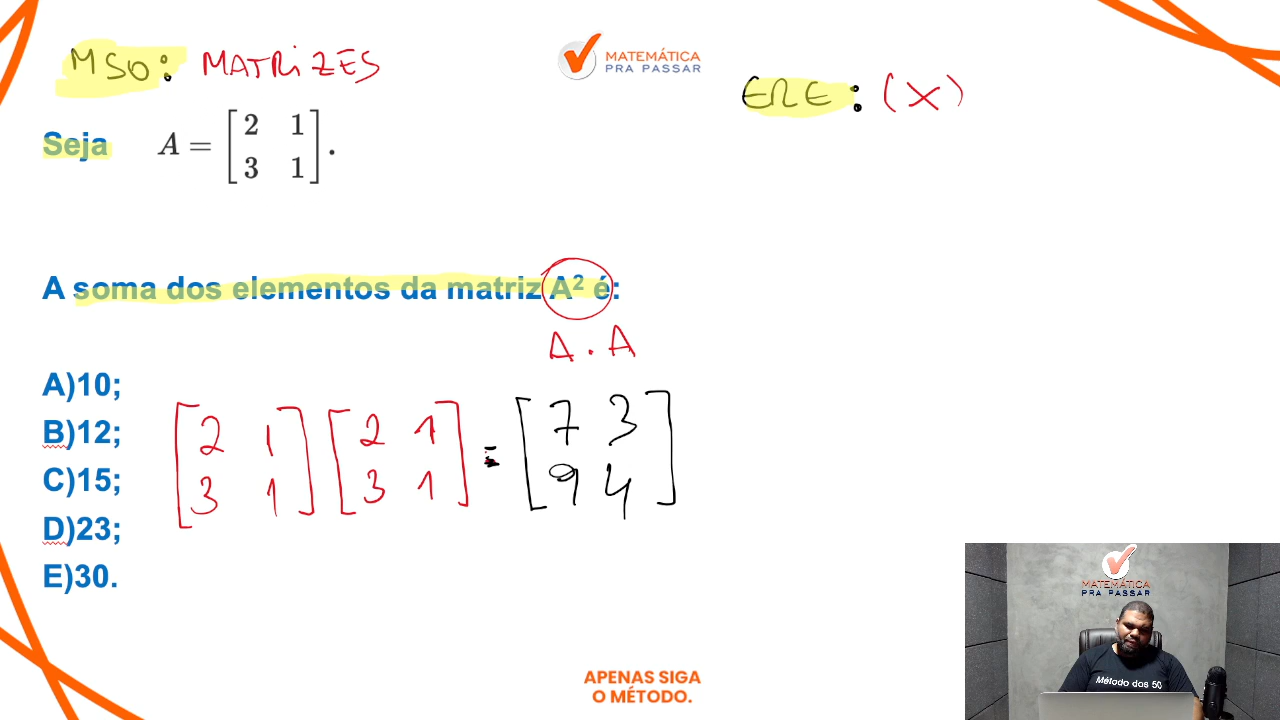 MSO: MATRIZES
MATEMÁTICA
PRA PASSAR
ERE: (X)
Seja A = [2 1
3 1].
A soma dos elementos da matriz A² é:
A . A
A)10;
B)12;
C)15;
D)23;
E)30.
[2 1 [2 1 = [7 3
3 1] 3 1] 9 4]
MATEMÁTICA
PRA PASSAR
Método dos 50
APENAS SIGA
O MÉTODO.